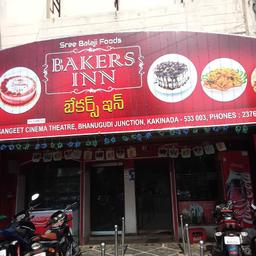 Sree Balaji Foods
BAKERS
INN
బేకర్స్ ఇన్
SANGEET CINEMA THEATRE, BHANUGUDI JUNCTION, KAKINADA - 533 003, PHONES : 2376